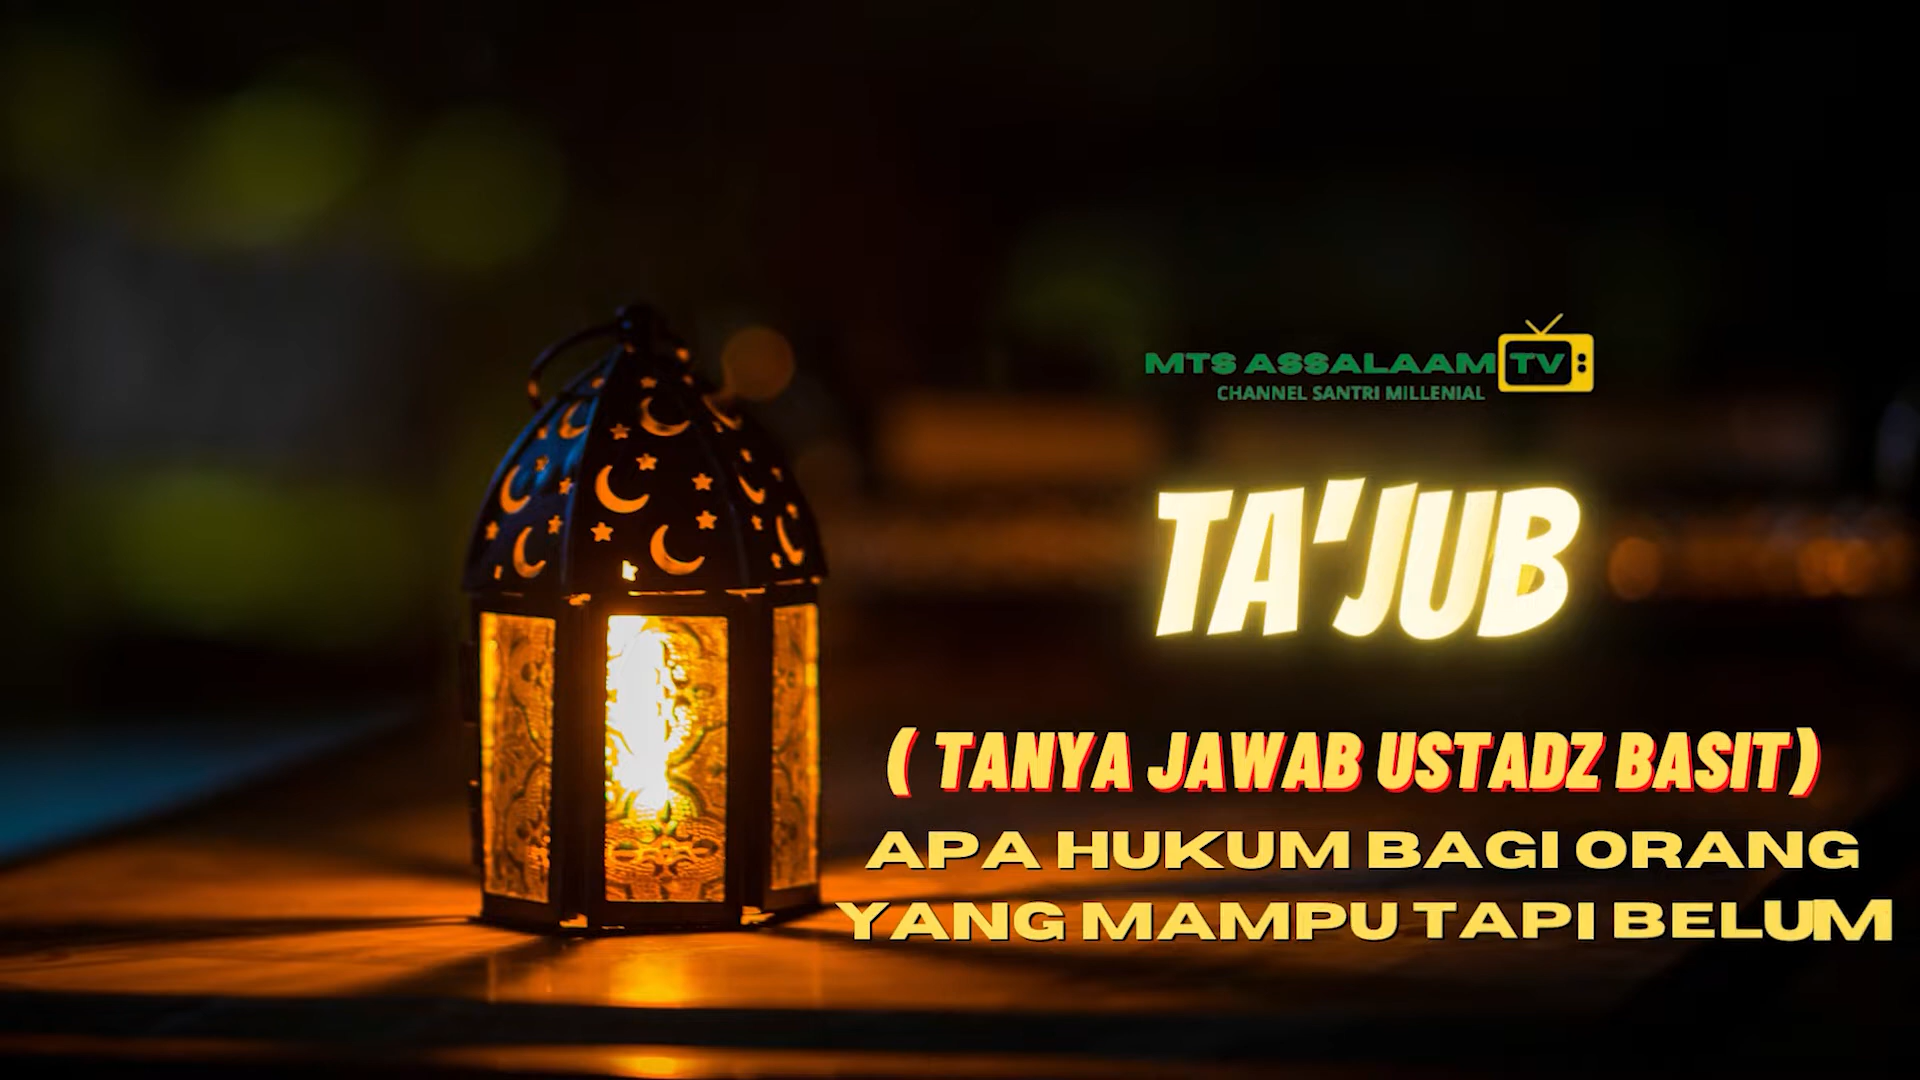 MTS ASSALAAM TV
CHANNEL SANTRI MILLENIAL
TA'JUB
( TANYA JAWAB USTADZ BASIT)
APA HUKUM BAGI ORANG
YANG MAMPU TAPI BELUM